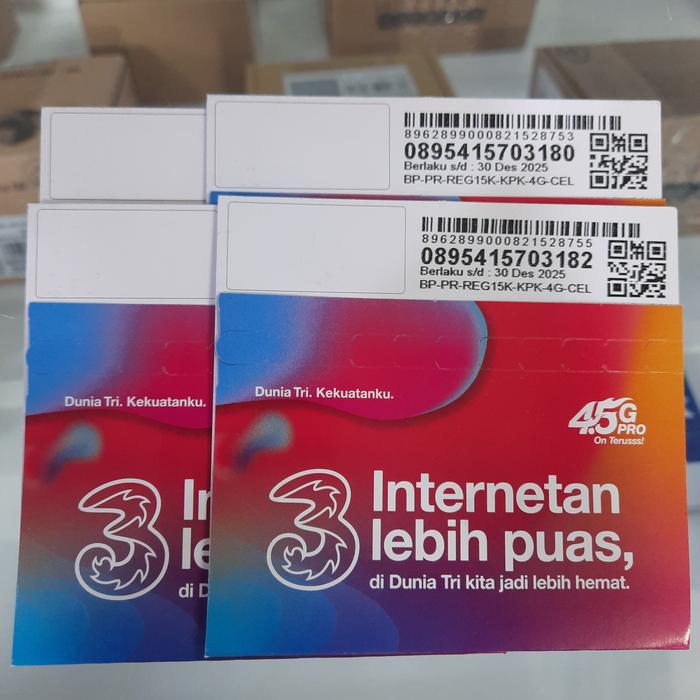 8962899000821528753
0895415703180
Berlaku s/d : 30 Des 2025
BP-PR-REG15K-KPK-4G-CEL
8962899000821528755
0895415703182
Berlaku s/d : 30 Des 2025
BP-PR-REG15K-KPK-4G-CEL
Dunia Tri. Kekuatanku.
Dunia Tri. Kekuatanku.
4.5G
PRO
On Terusss!
3
3
Internetan
lebih puas,
di Dunia Tri kita jadi lebih hemat.